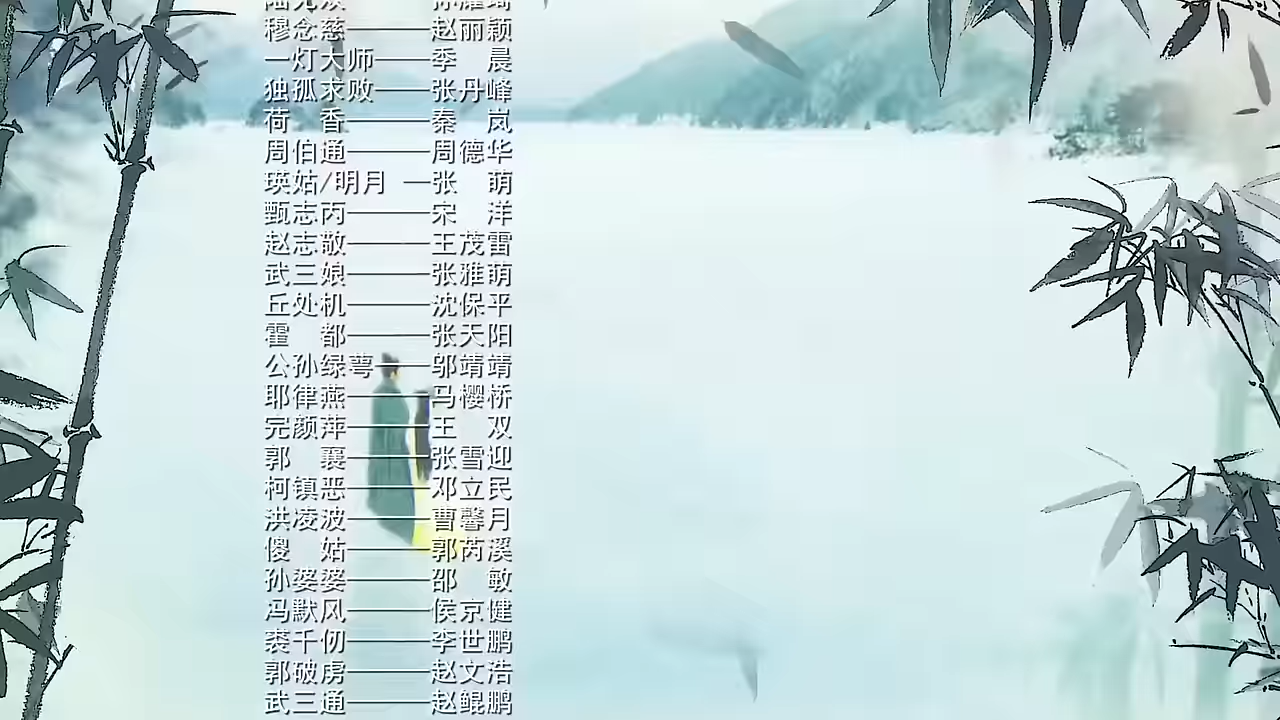 穆念慈———赵丽颖
一灯大师——季　晨
独孤求败——张丹峰
荷　香———秦　岚
周伯通———周德华
瑛姑/明月 —张　萌
甄志丙———宋　洋
赵志敬———王茂雷
武三娘———张雅萌
丘处机———沈保平
霍　都———张天阳
公孙绿萼——邬靖靖
耶律燕———马樱桥
完颜萍———王　双
郭　襄———张雪迎
柯镇恶———邓立民
洪凌波———曹馨月
傻　姑———郭芮溪
孙婆婆———邵　敏
冯默风———侯京健
裘千仞———李世鹏
郭破虏———赵文浩
武三通———赵鲲鹏